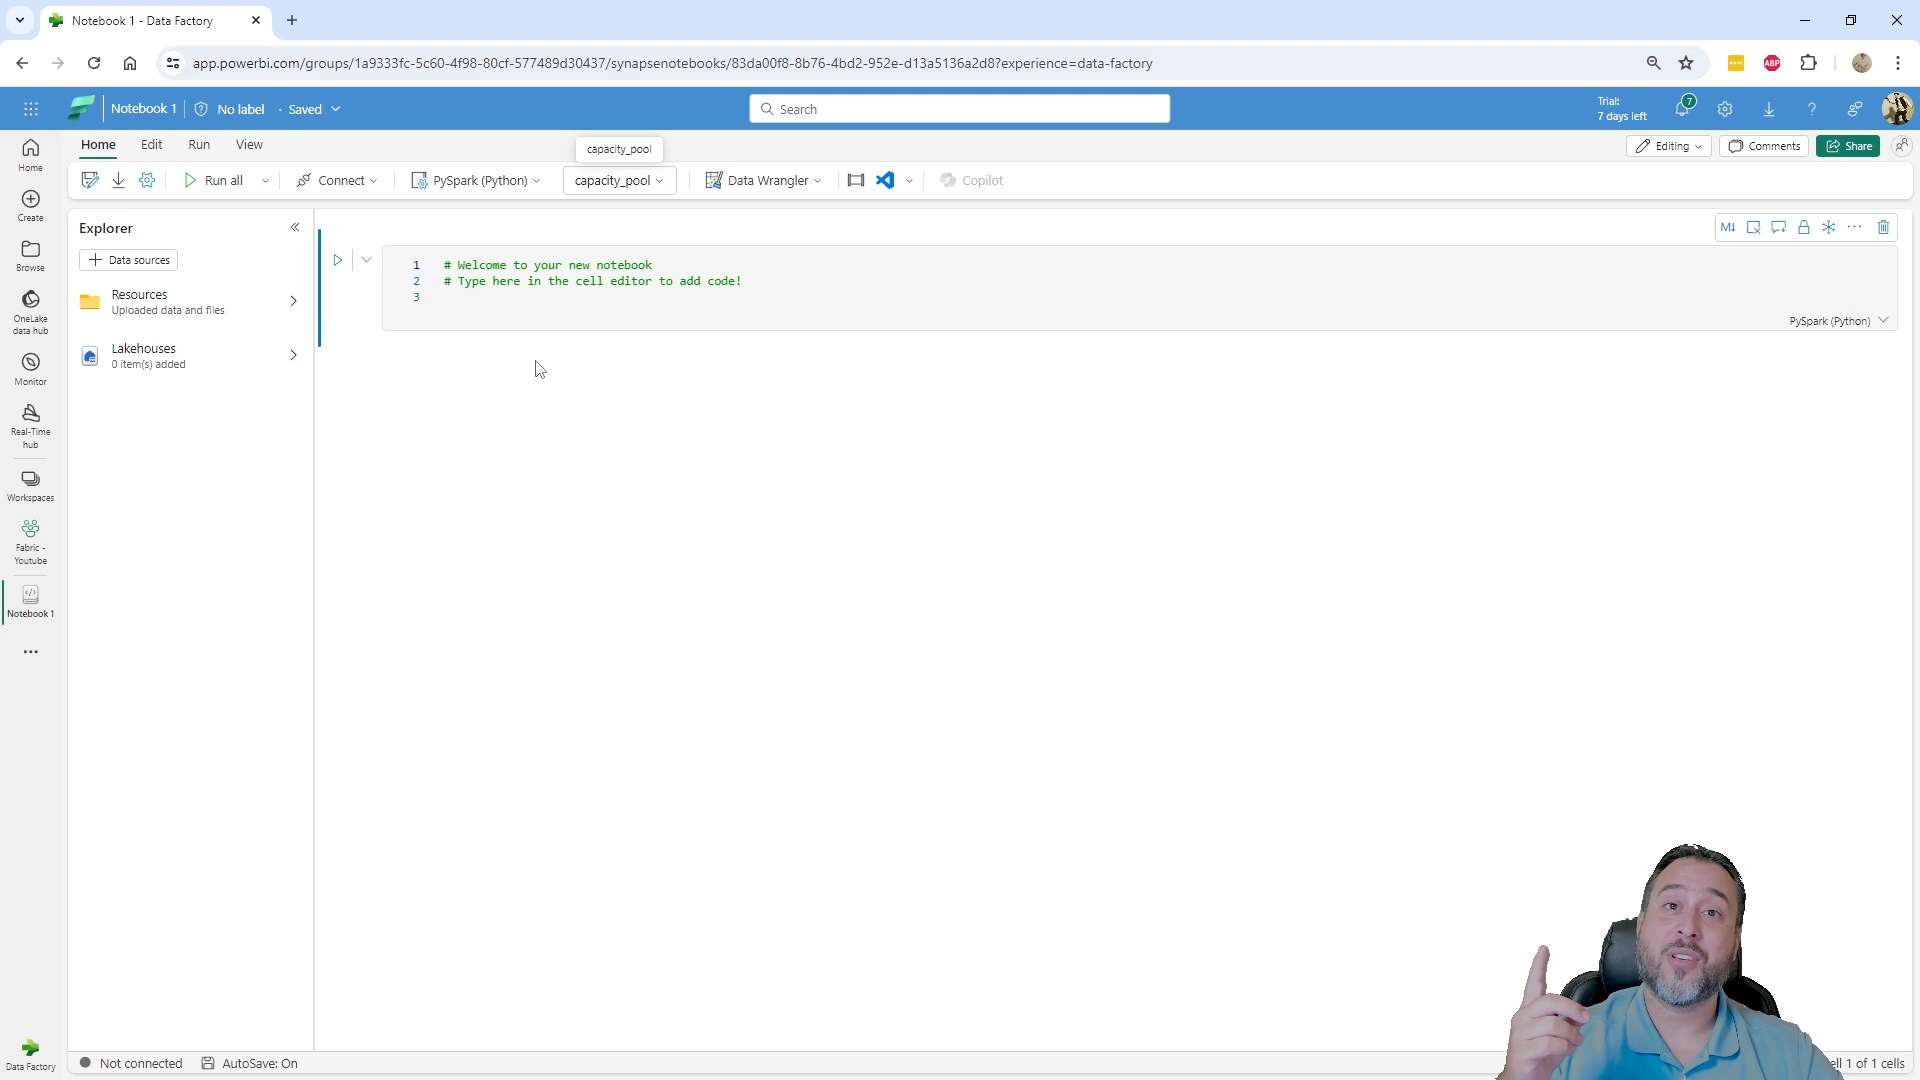 Notebook 1 - Data Factory
app.powerbi.com/groups/1a9333fc-5c60-4f98-80cf-577489d30437/synapsenotebooks/83da00f8-8b76-4bd2-952e-d13a5136a2d8?experience=data-factory
ABP
Notebook 1
No label
· Saved
Search
Trial:
7 days left
7
?
Home
Edit
Run
View
capacity_pool
Editing
Comments
Share
Run all
Connect
PySpark (Python)
capacity_pool
Data Wrangler
Copilot
Home
Create
Browse
OneLake
data hub
Monitor
Real-Time
hub
Workspaces
Fabric -
Youtube
Notebook 1
Data Factory
Explorer
Data sources
Resources
Uploaded data and files
Lakehouses
0 item(s) added
M↓
1 # Welcome to your new notebook
2 # Type here in the cell editor to add code!
3
PySpark (Python)
Not connected
AutoSave: On
ell 1 of 1 cells